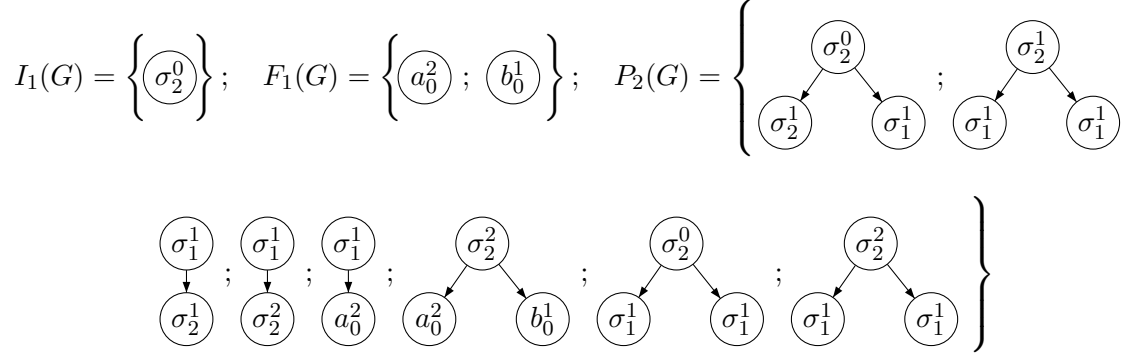 I₁(G) = { σ₂⁰ } ; F₁(G) = { a₀² ; b₀¹ } ; P₂(G) = { σ₂⁰ σ₂¹
σ₂¹ σ₁¹ ; σ₁¹ σ₁¹
σ₁¹ σ₁¹ σ₁¹ σ₂² σ₂⁰ σ₂²
; ; ; ; ; }
σ₂¹ σ₂² a₀² a₀² b₀¹ σ₁¹ σ₁¹ σ₁¹ σ₁¹